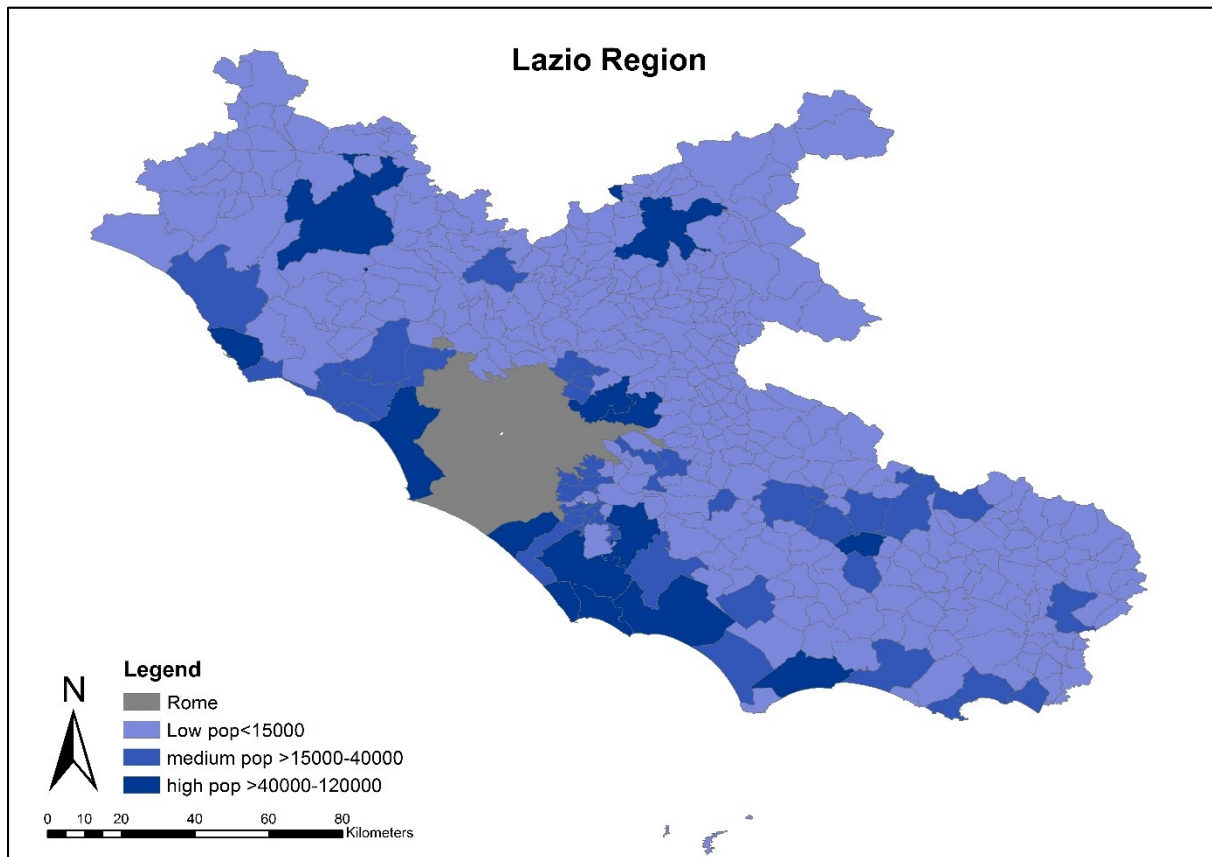 Lazio Region
Legend
N
Rome
Low pop<15000
medium pop >15000-40000
high pop >40000-120000
0 10 20 40 60 80
Kilometers